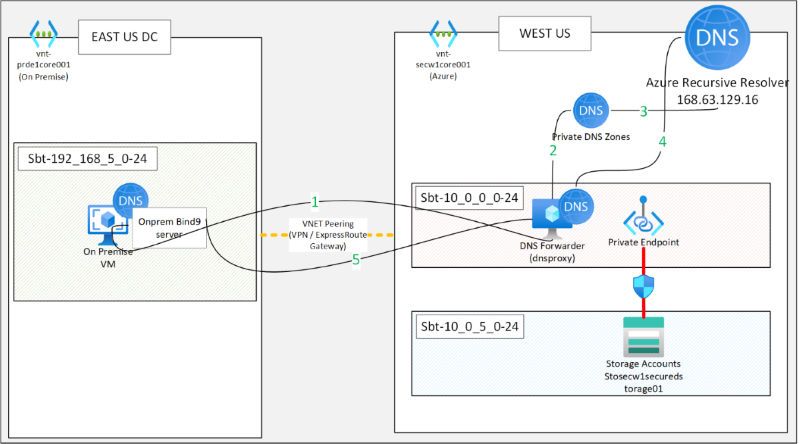 EAST US DC
vnt-
prde1core001
(On Premise)
Sbt-192_168_5_0-24
DNS
Onprem Bind9
server
On Premise
VM
1
VNET Peering
(VPN / ExpressRoute
Gateway)
5
WEST US
vnt-
secw1core001
(Azure)
DNS
Azure Recursive Resolver
168.63.129.16
DNS
Private DNS Zones
3
2
4
Sbt-10_0_0_0-24
DNS
DNS Forwarder
(dnsproxy)
Private Endpoint
Sbt-10_0_5_0-24
Storage Accounts
Stosecw1secureds
torage01